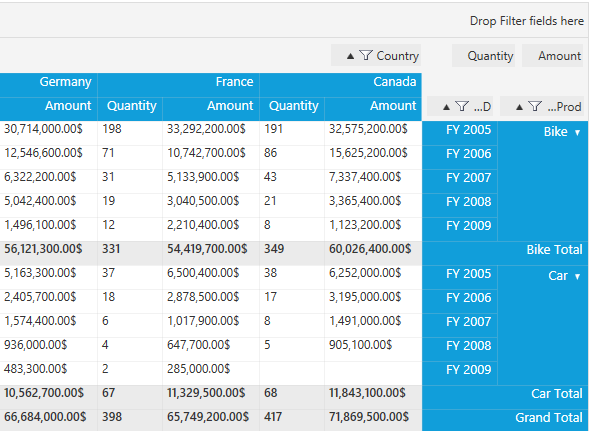 Drop Filter fields here
▲ Country Quantity Amount
Germany France Canada
Amount Quantity Amount Quantity Amount ▲ ...D ▲ ...Prod
30,714,000.00$ 198 33,292,200.00$ 191 32,575,200.00$ FY 2005 Bike ▼
12,546,600.00$ 71 10,742,700.00$ 86 15,625,200.00$ FY 2006
6,322,200.00$ 31 5,133,900.00$ 43 7,337,400.00$ FY 2007
5,042,400.00$ 19 3,040,500.00$ 21 3,365,400.00$ FY 2008
1,496,100.00$ 12 2,210,400.00$ 8 1,123,200.00$ FY 2009
56,121,300.00$ 331 54,419,700.00$ 349 60,026,400.00$ Bike Total
5,163,300.00$ 37 6,500,400.00$ 38 6,252,000.00$ FY 2005 Car ▼
2,405,700.00$ 18 2,878,500.00$ 17 3,195,000.00$ FY 2006
1,574,400.00$ 6 1,017,900.00$ 8 1,491,000.00$ FY 2007
936,000.00$ 4 647,700.00$ 5 905,100.00$ FY 2008
483,300.00$ 2 285,000.00$ FY 2009
10,562,700.00$ 67 11,329,500.00$ 68 11,843,100.00$ Car Total
66,684,000.00$ 398 65,749,200.00$ 417 71,869,500.00$ Grand Total